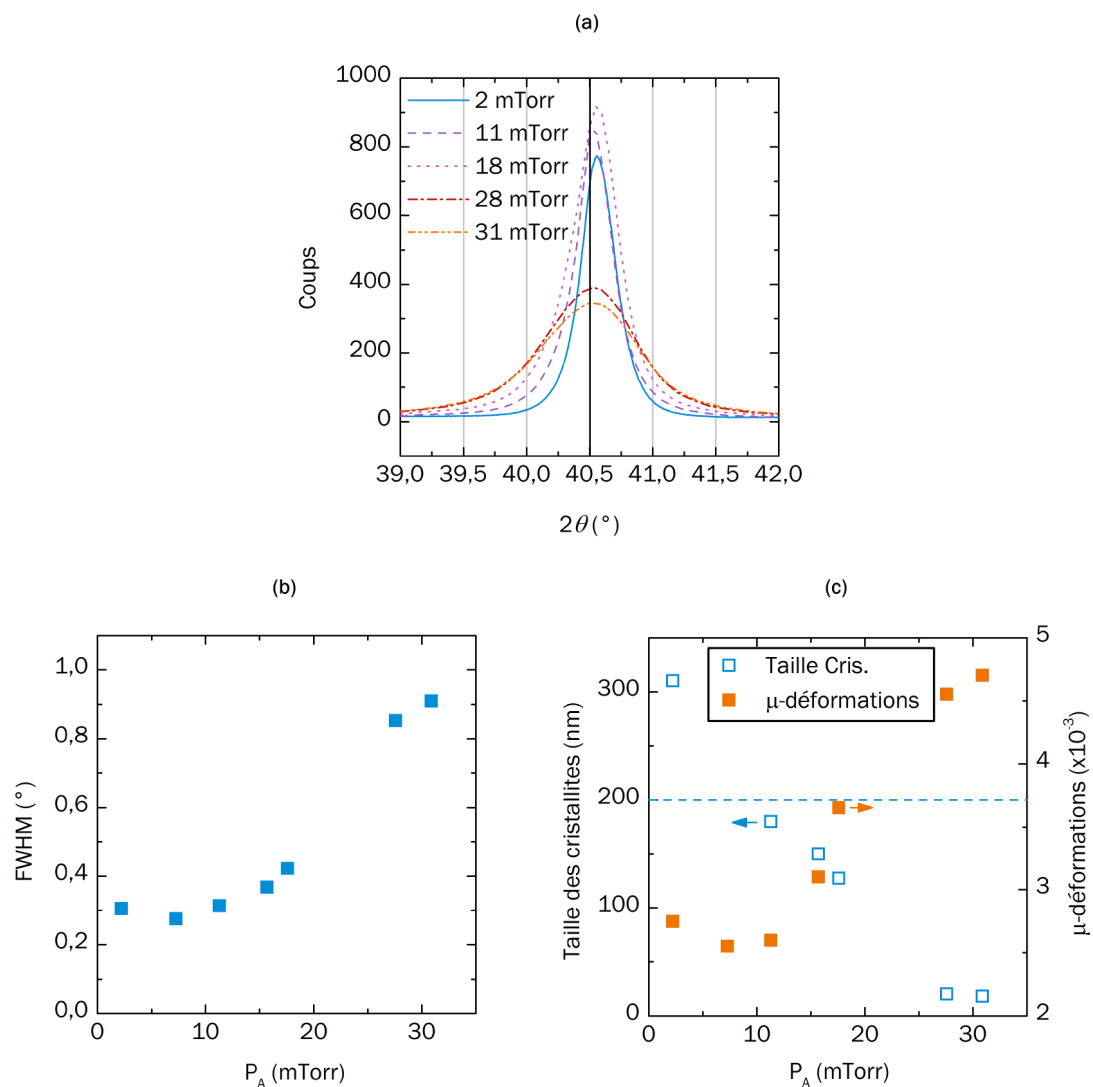 (a)
1000
800
600
400
200
0
Coups
2 mTorr
11 mTorr
18 mTorr
28 mTorr
31 mTorr
39,0 39,5 40,0 40,5 41,0 41,5 42,0
2θ(°)
(b)
1,0
0,8
0,6
0,4
0,2
0,0
FWHM (°)
0 10 20 30
P_A (mTorr)
(c)
300
200
100
0
Taille des cristallites (nm)
Taille Cris.
μ-déformations
5
4
3
2
μ-déformations (x10⁻³)
0 10 20 30
P_A (mTorr)